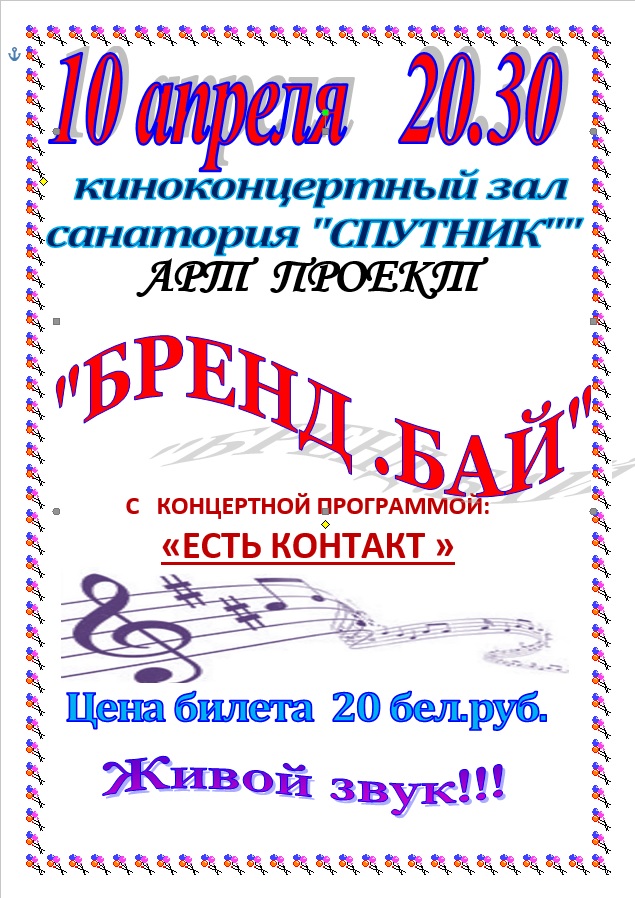 10 апреля 20.30
киноконцертный зал
санатория "СПУТНИК""
АРТ ПРОЕКТ
"БРЕНД .БАЙ"
С КОНЦЕРТНОЙ ПРОГРАММОЙ:
«ЕСТЬ КОНТАКТ »
Цена билета 20 бел.руб.
Живой звук!!!